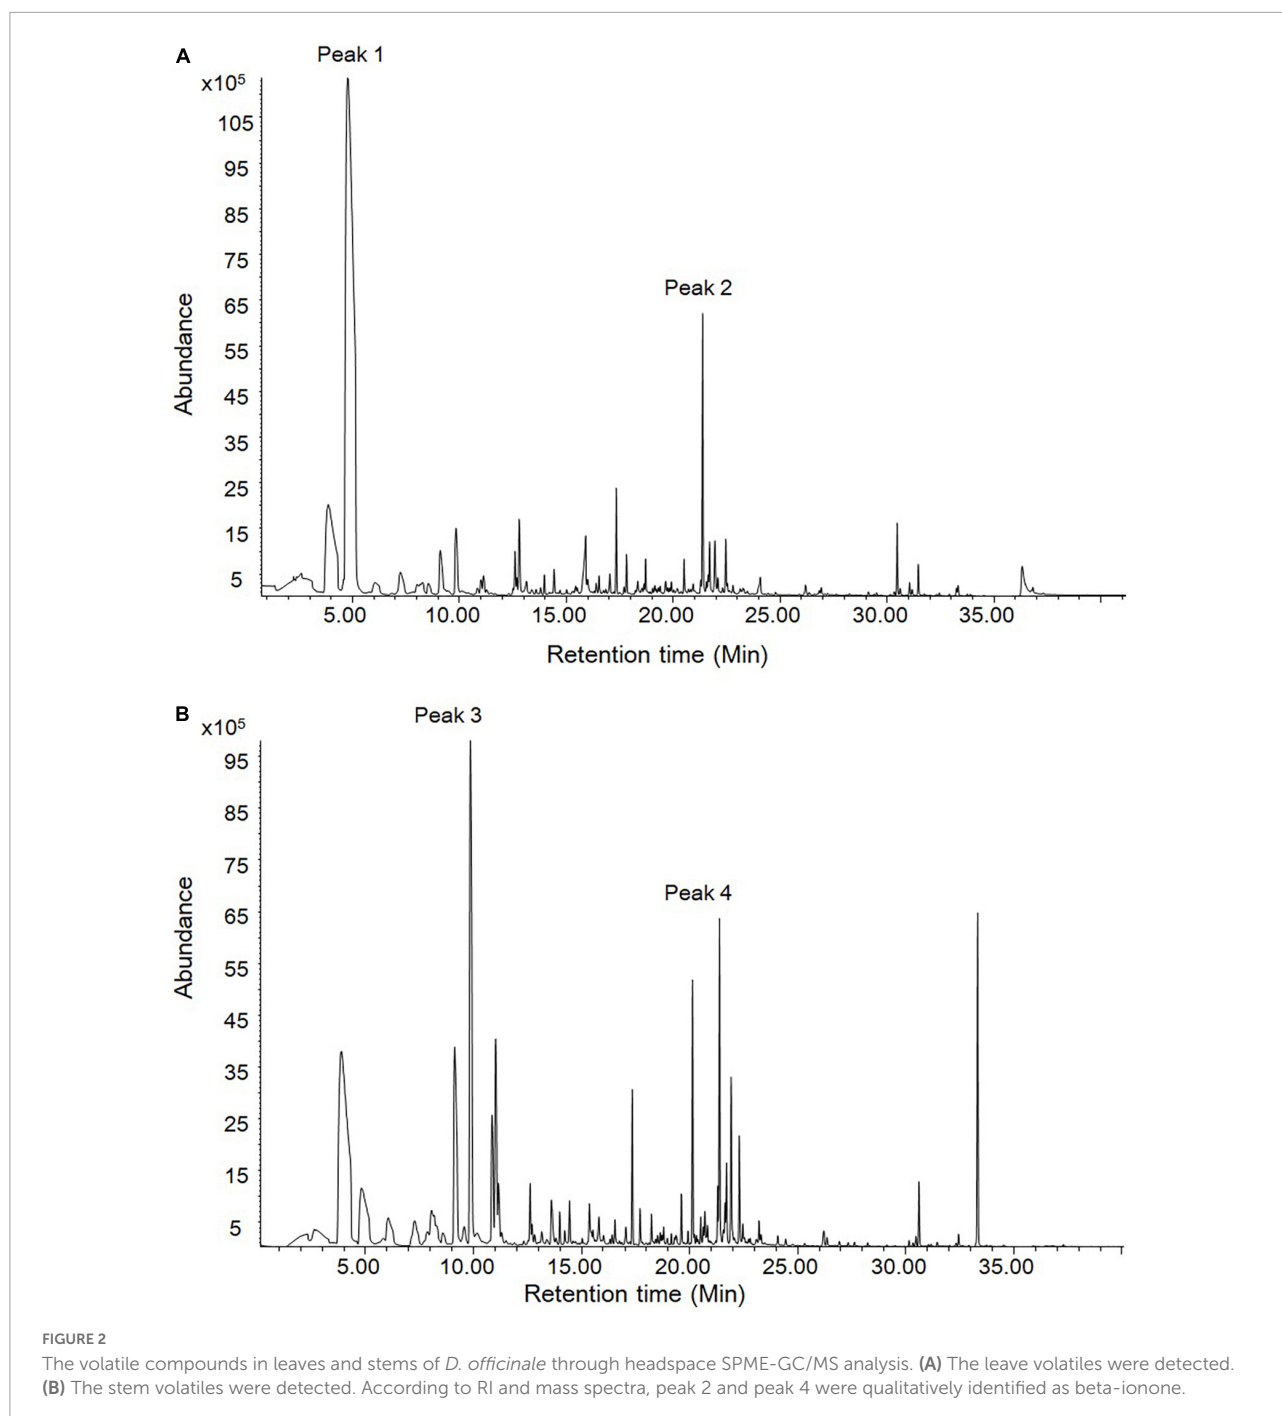 A
Peak 1
x10⁵
105
95
85
75
65
55
45
35
25
15
5
Abundance
Peak 2
5.00 10.00 15.00 20.00 25.00 30.00 35.00
Retention time (Min)
B
Peak 3
x10⁵
95
85
75
65
55
45
35
25
15
5
Abundance
Peak 4
5.00 10.00 15.00 20.00 25.00 30.00 35.00
Retention time (Min)
FIGURE 2
The volatile compounds in leaves and stems of D. officinale through headspace SPME-GC/MS analysis. (A) The leave volatiles were detected.
(B) The stem volatiles were detected. According to RI and mass spectra, peak 2 and peak 4 were qualitatively identified as beta-ionone.